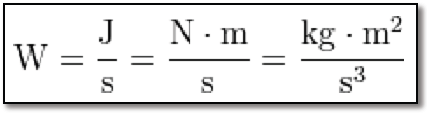 W = J/s = N · m/s = kg · m²/s³